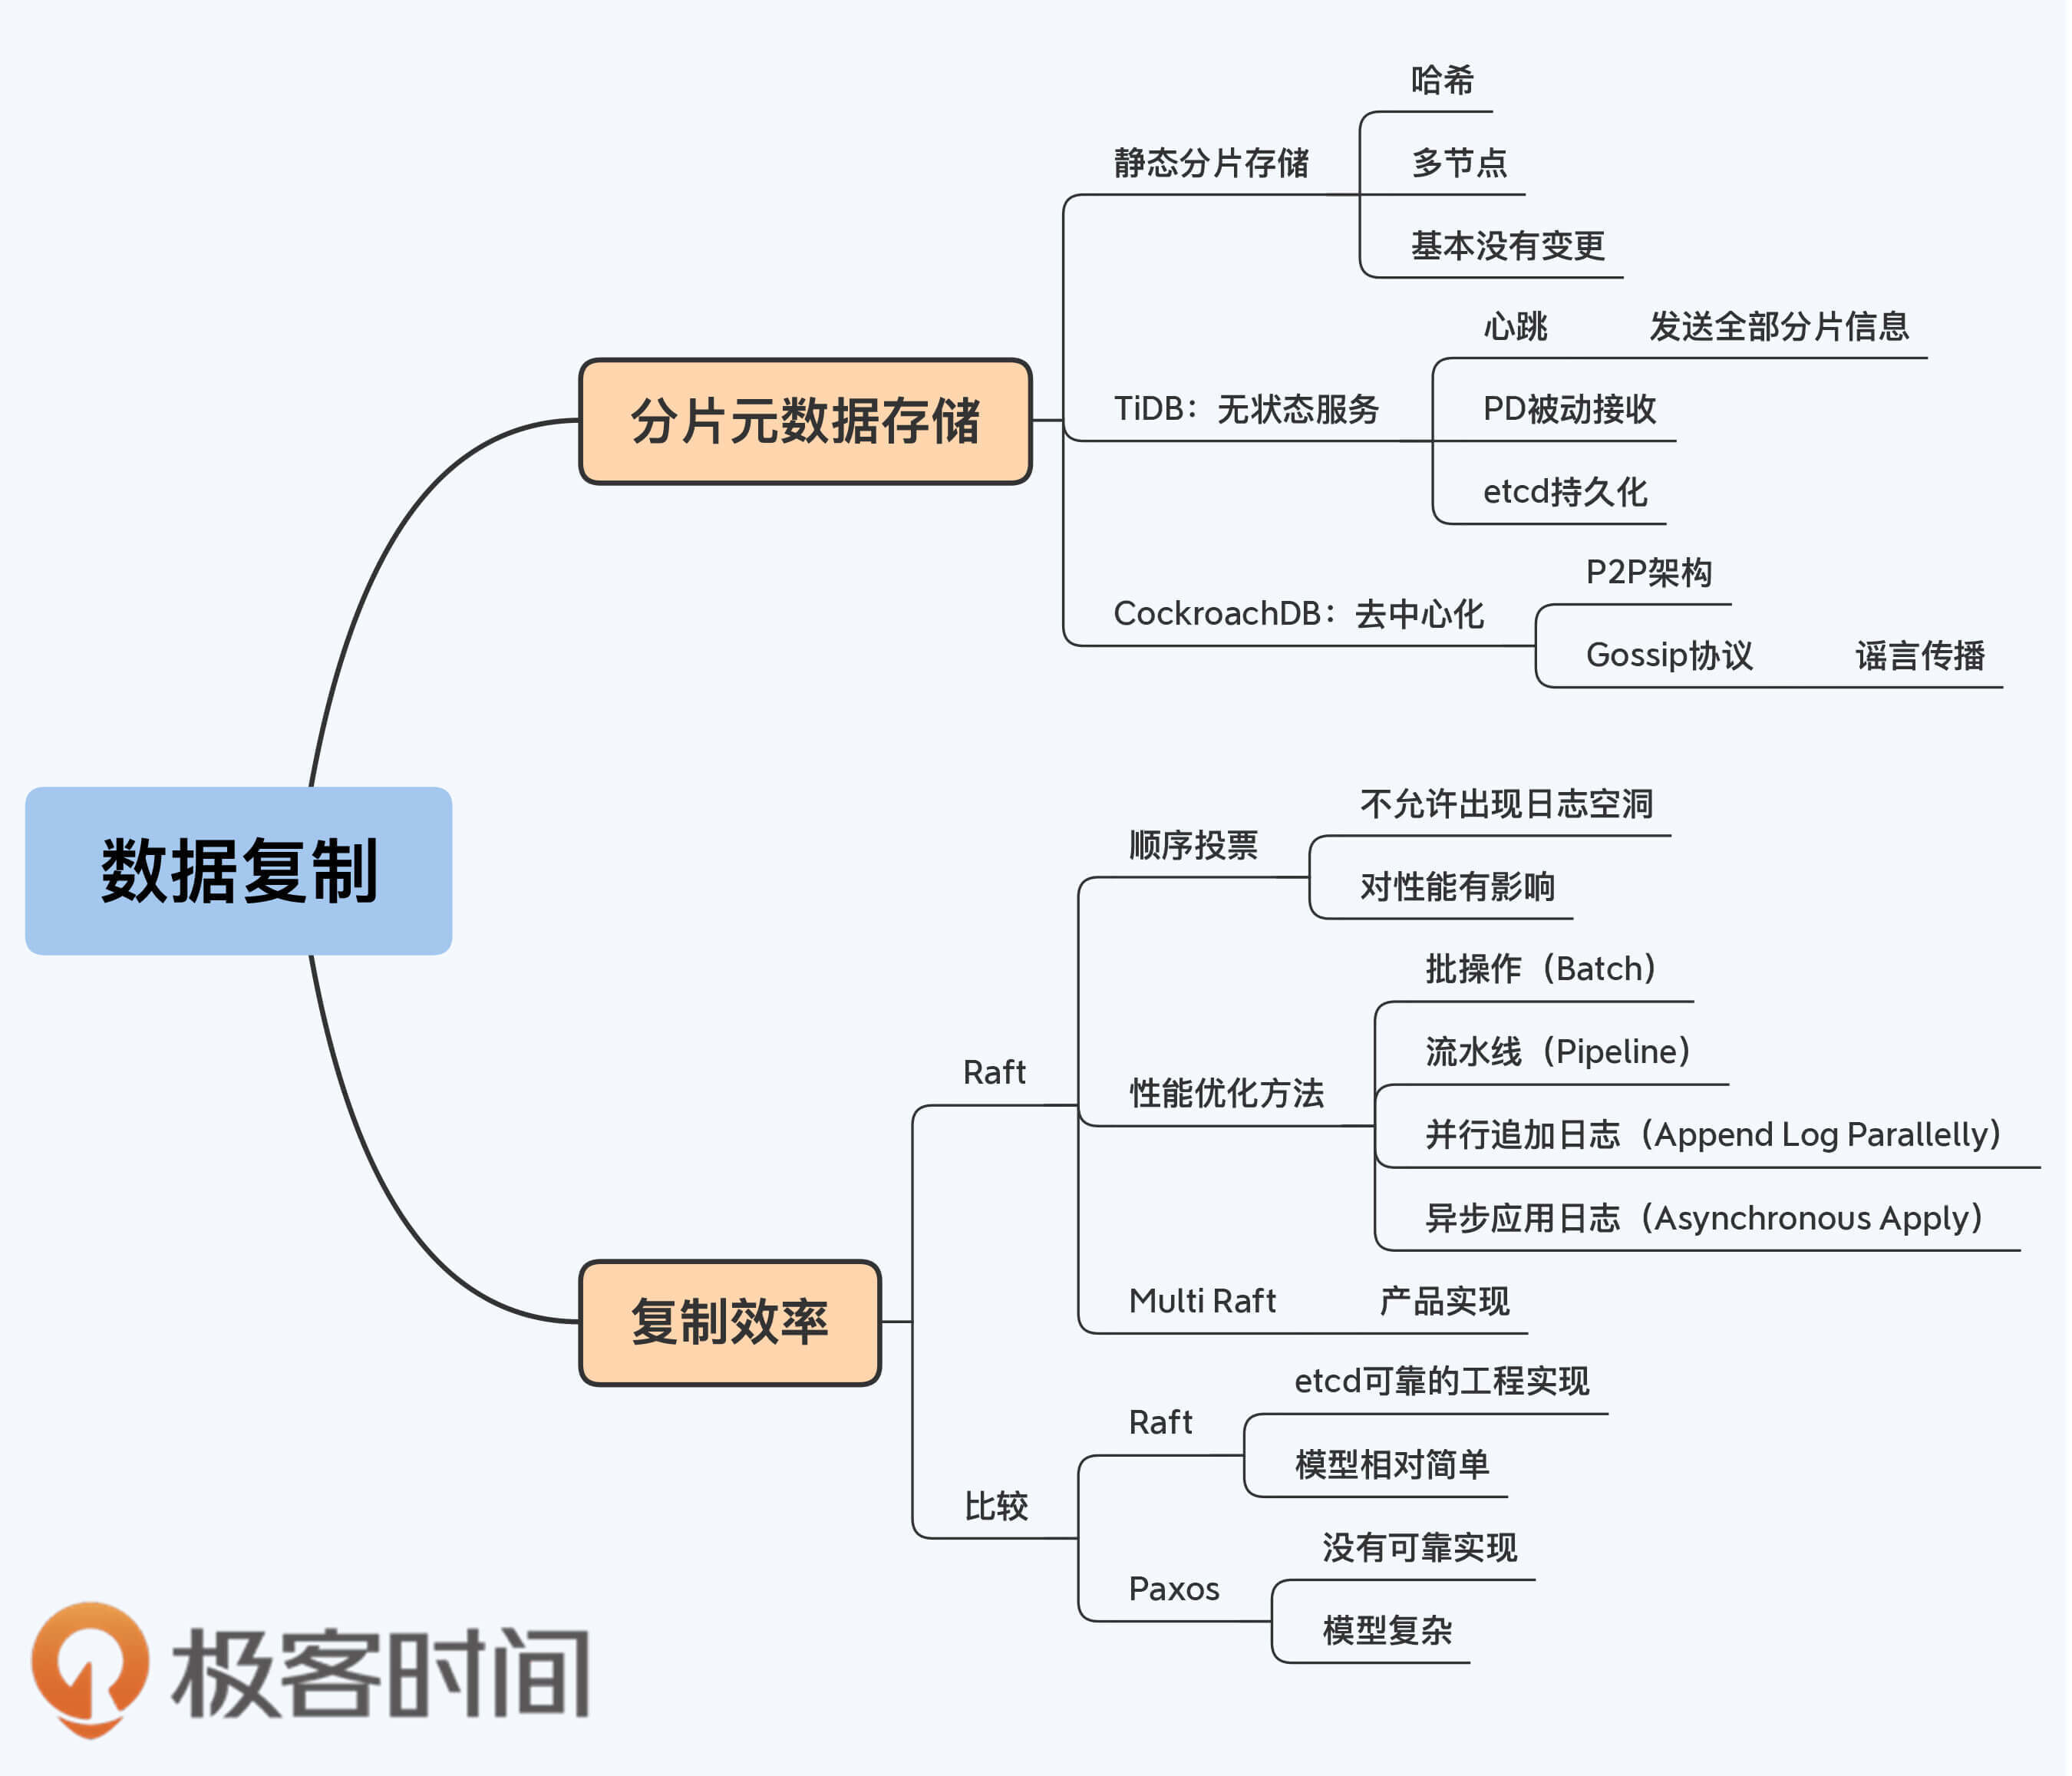 数据复制
分片元数据存储
静态分片存储
哈希
多节点
基本没有变更
TiDB：无状态服务
心跳
发送全部分片信息
PD被动接收
etcd持久化
CockroachDB：去中心化
P2P架构
Gossip协议
谣言传播
复制效率
Raft
顺序投票
不允许出现日志空洞
对性能有影响
性能优化方法
批操作（Batch）
流水线（Pipeline）
并行追加日志（Append Log Parallelly）
异步应用日志（Asynchronous Apply）
Multi Raft
产品实现
比较
Raft
etcd可靠的工程实现
模型相对简单
Paxos
没有可靠实现
模型复杂
极客时间